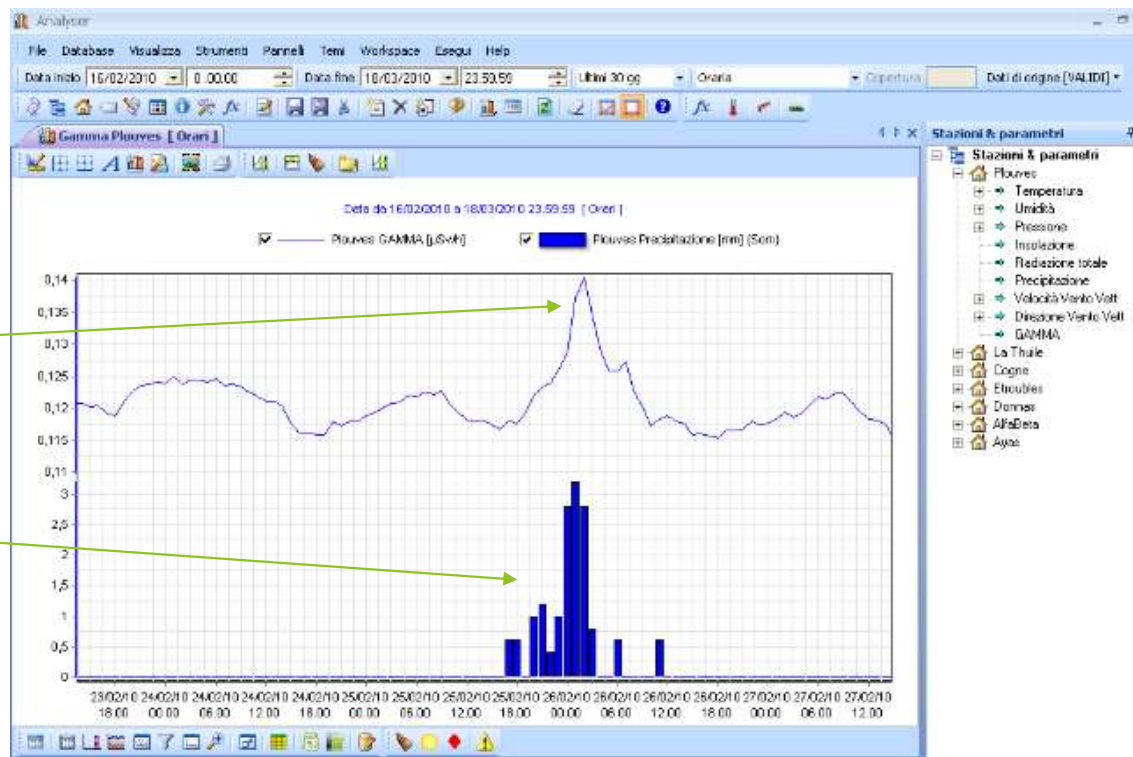 Analyser
File Database Visualizza Strumenti Pannelli Temi Workspace Esegui Help
Data inizio 16/02/2010 0.00.00 Data fine 18/03/2010 23.59.59 Ultimi 30 gg Oraria Copertura Dati di origine [VALIDI]
Gamma Plouves [ Orari ]
Stazioni & parametri
Data da 16/02/2010 a 18/03/2010 23.59.59 [ Orari ]
Plouves GAMMA [µSv/h] Plouves Precipitazione [mm] (Som)
0,14
0,135
0,13
0,125
0,12
0,115
0,11
3
2,5
2
1,5
1
0,5
0
23/02/10 24/02/10 24/02/10 24/02/10 24/02/10 25/02/10 25/02/10 25/02/10 25/02/10 26/02/10 26/02/10 26/02/10 26/02/10 27/02/10 27/02/10 27/02/10
18.00 00.00 06.00 12.00 18.00 00.00 06.00 12.00 18.00 00.00 06.00 12.00 18.00 00.00 06.00 12.00
Stazioni & parametri
Plouves
Temperatura
Umidità
Pressione
Insolazione
Radiazione totale
Precipitazione
Velocità Vento Vett
Direzione Vento Vett
GAMMA
La Thuile
Cogne
Etroubles
Donnas
AlfaBeta
Ayas